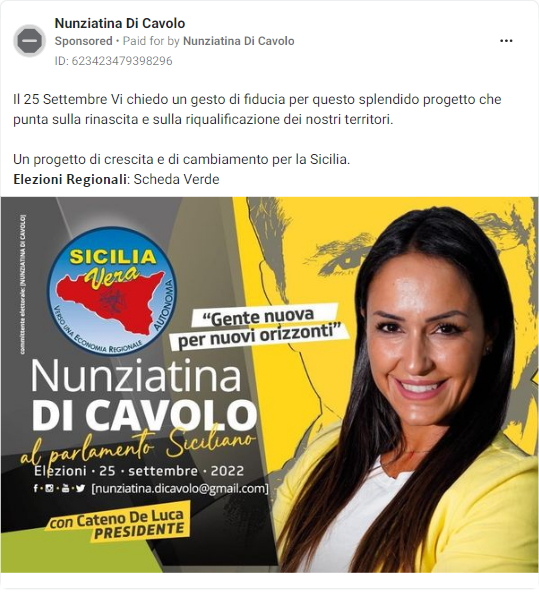 Nunziatina Di Cavolo
Sponsored • Paid for by Nunziatina Di Cavolo
ID: 623423479398296
Il 25 Settembre Vi chiedo un gesto di fiducia per questo splendido progetto che
punta sulla rinascita e sulla riqualificazione dei nostri territori.
Un progetto di crescita e di cambiamento per la Sicilia.
Elezioni Regionali: Scheda Verde
committente elettorale: [NUNZIATINA DI CAVOLO]
SICILIA
Vera
VERSO UNA ECONOMIA REGIONALE AUTONOMA
“Gente nuova
per nuovi orizzonti”
Nunziatina
DI CAVOLO
al parlamento Siciliano
Elezioni · 25 · settembre · 2022
[nunziatina.dicavolo@gmail.com]
con Cateno De Luca
PRESIDENTE